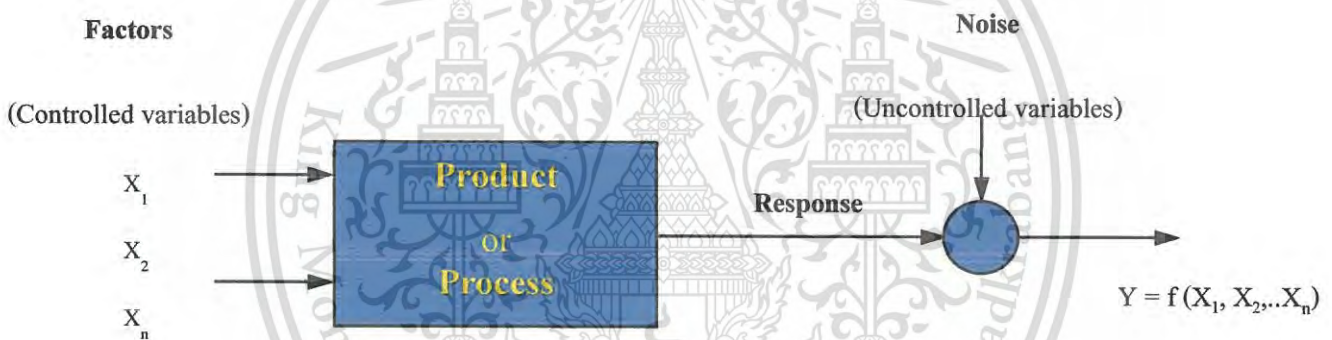 Factors
Noise
(Controlled variables)
(Uncontrolled variables)
X₁
Product
Response
X₂
or
Process
Xₙ
Y = f (X₁, X₂,..Xₙ)